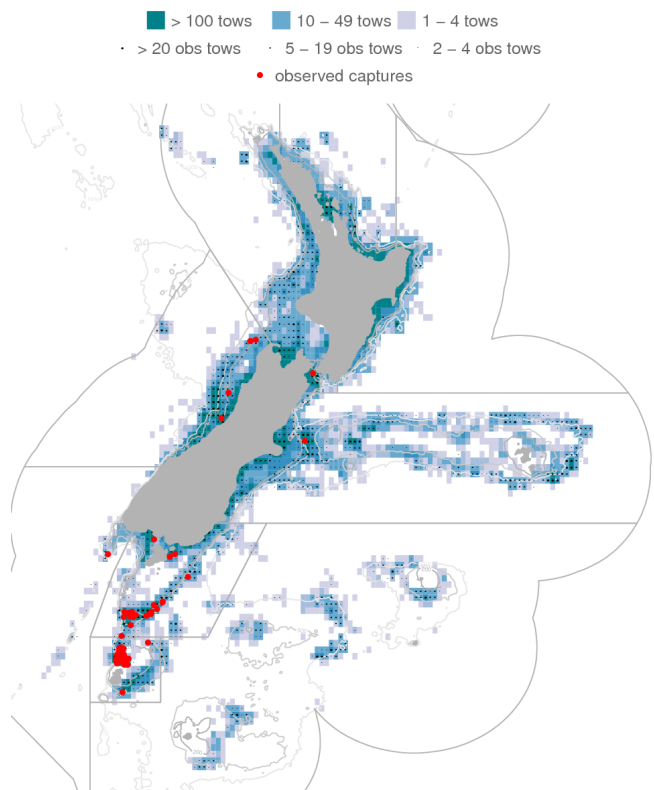 > 100 tows 10 − 49 tows 1 − 4 tows
> 20 obs tows 5 − 19 obs tows 2 − 4 obs tows
observed captures